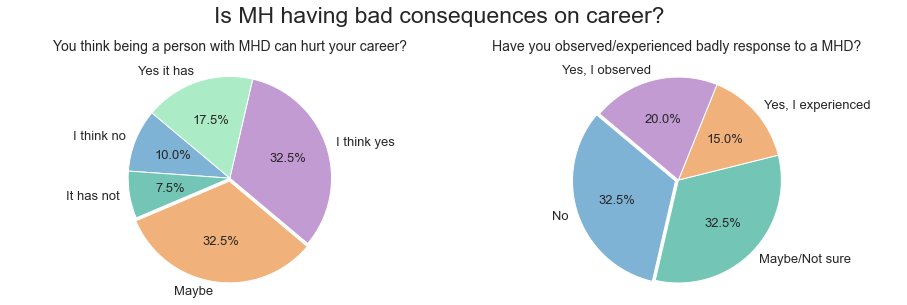 Is MH having bad consequences on career?
You think being a person with MHD can hurt your career?
Yes it has
17.5%
I think no
10.0%
I think yes
32.5%
It has not
7.5%
32.5%
Maybe
Have you observed/experienced badly response to a MHD?
Yes, I observed
20.0%
Yes, I experienced
15.0%
No
32.5%
32.5%
Maybe/Not sure